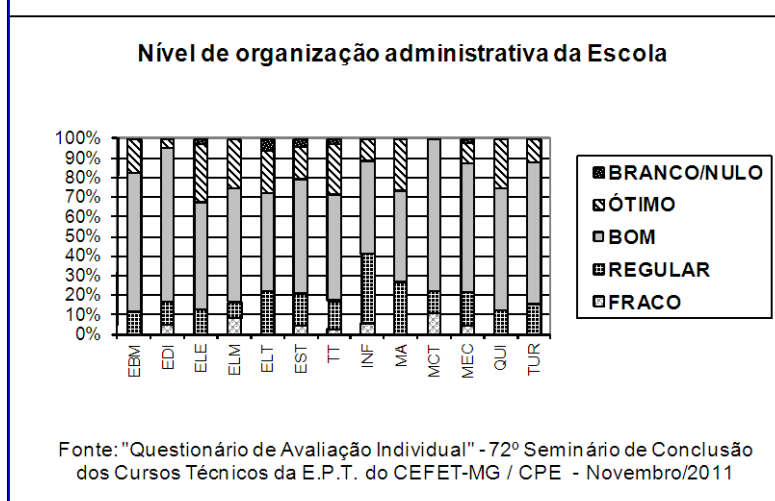 Nível de organização administrativa da Escola
100%
90%
80%
70%
60%
50%
40%
30%
20%
10%
0%
EBM
EDI
ELE
ELM
ELT
EST
TT
INF
MA
MCT
MEC
QUI
TUR
BRANCO/NULO
ÓTIMO
BOM
REGULAR
FRACO
Fonte: "Questionário de Avaliação Individual" - 72º Seminário de Conclusão
dos Cursos Técnicos da E.P.T. do CEFET-MG / CPE - Novembro/2011